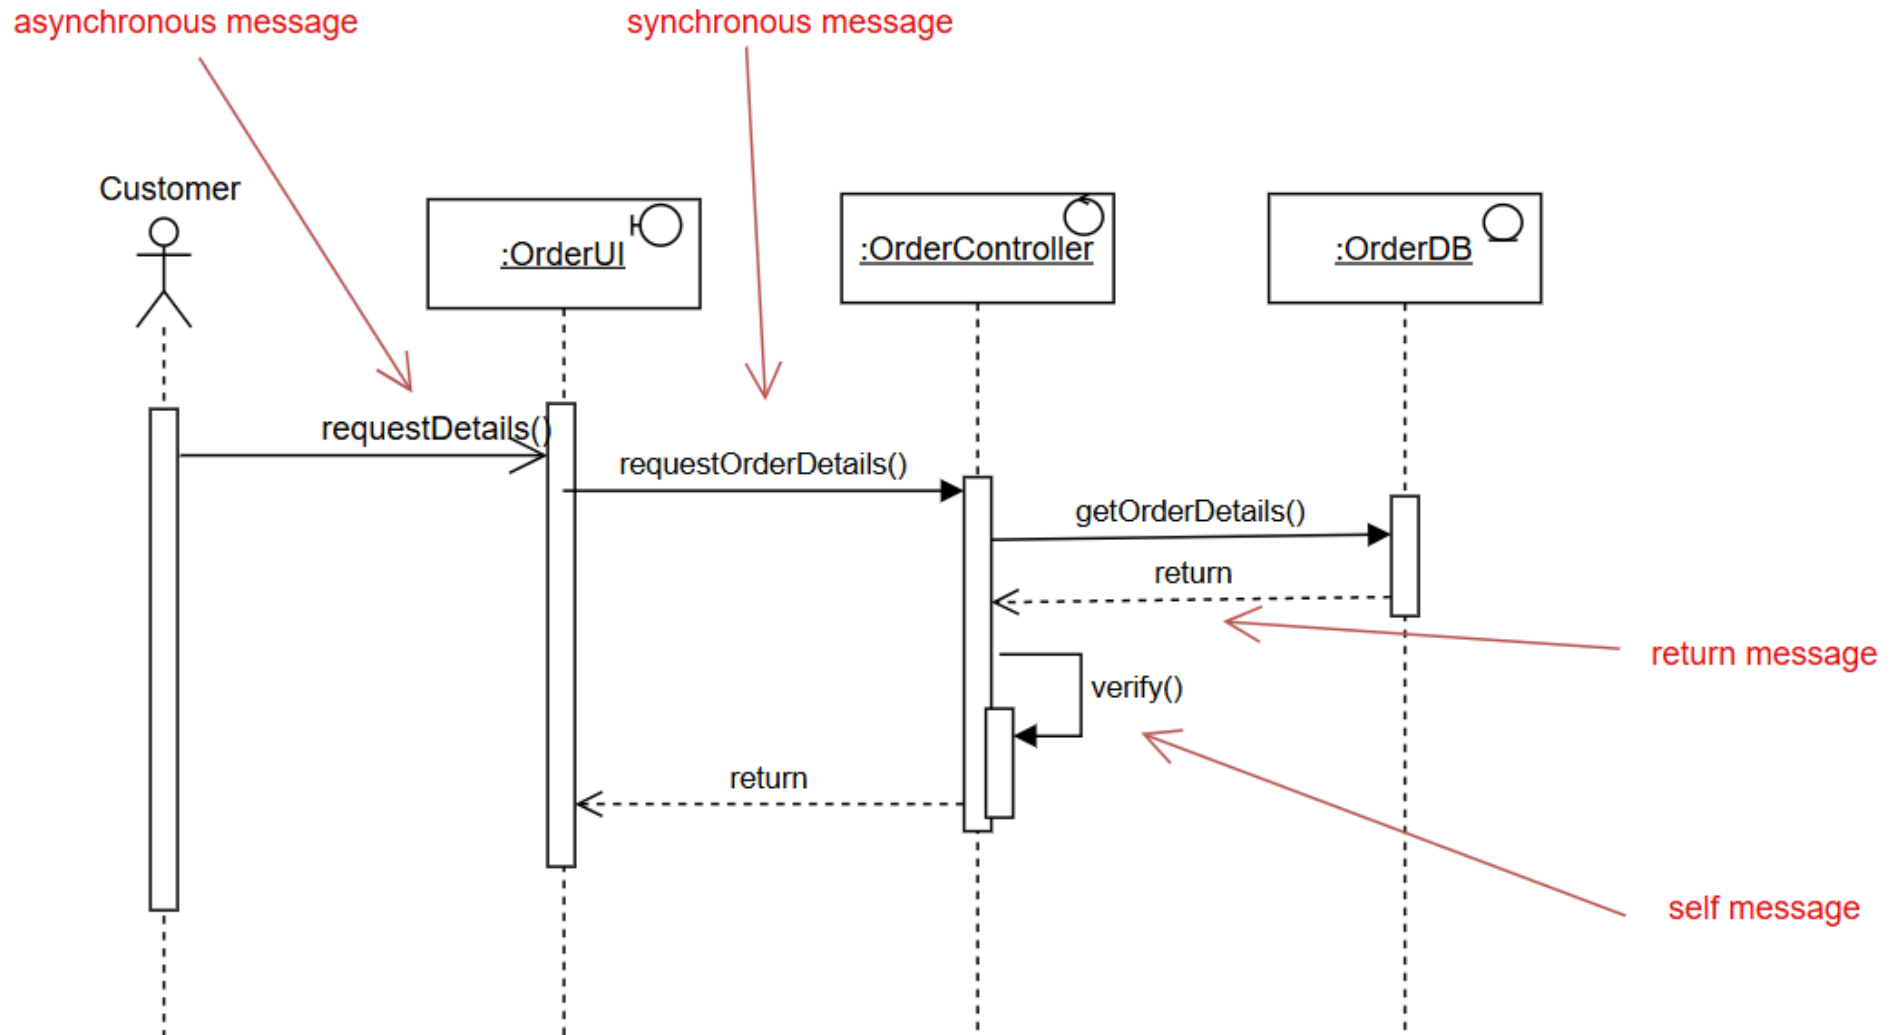 asynchronous message
synchronous message
Customer
:OrderUI
:OrderController
:OrderDB
requestDetails()
requestOrderDetails()
getOrderDetails()
return
return message
verify()
return
self message